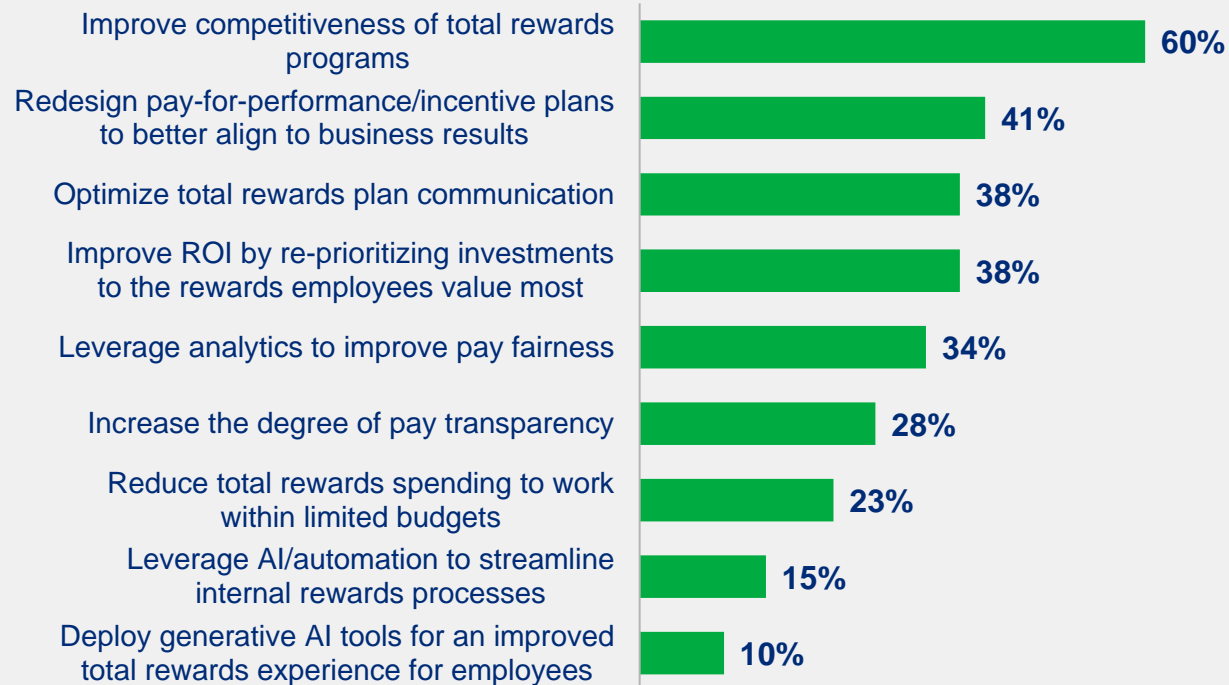 Improve competitiveness of total rewards
programs
60%
Redesign pay-for-performance/incentive plans
to better align to business results
41%
Optimize total rewards plan communication
38%
Improve ROI by re-prioritizing investments
to the rewards employees value most
38%
Leverage analytics to improve pay fairness
34%
Increase the degree of pay transparency
28%
Reduce total rewards spending to work
within limited budgets
23%
Leverage AI/automation to streamline
internal rewards processes
15%
Deploy generative AI tools for an improved
total rewards experience for employees
10%